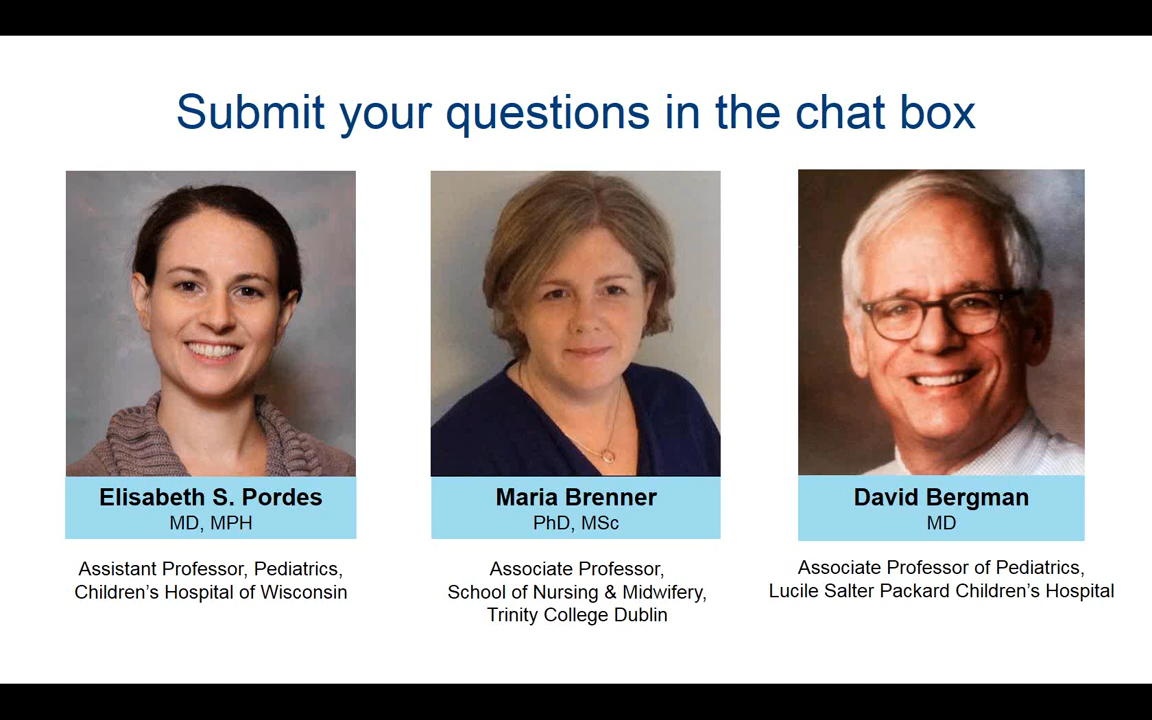 Submit your questions in the chat box
Elisabeth S. Pordes
MD, MPH
Assistant Professor, Pediatrics,
Children's Hospital of Wisconsin
Maria Brenner
PhD, MSc
Associate Professor,
School of Nursing & Midwifery,
Trinity College Dublin
David Bergman
MD
Associate Professor of Pediatrics,
Lucile Salter Packard Children's Hospital